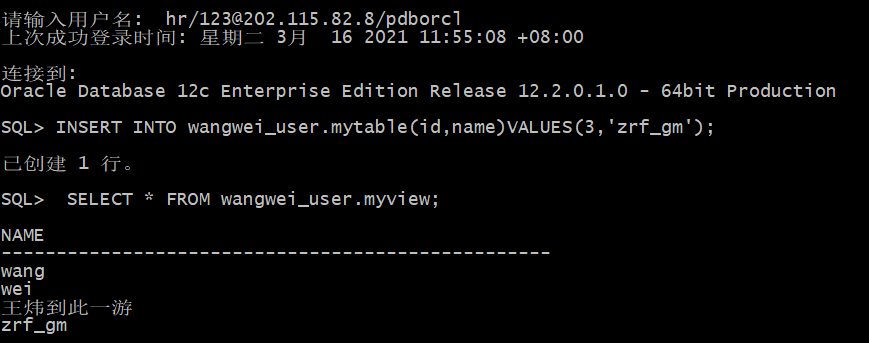 请输入用户名:  hr/123@202.115.82.8/pdborcl
上次成功登录时间: 星期二 3月  16 2021 11:55:08 +08:00
连接到:
Oracle Database 12c Enterprise Edition Release 12.2.0.1.0 - 64bit Production
SQL> INSERT INTO wangwei_user.mytable(id,name)VALUES(3,'zrf_gm');
已创建 1 行。
SQL>  SELECT * FROM wangwei_user.myview;
NAME
--------------------------------------------------
wang
wei
王炜到此一游
zrf_gm